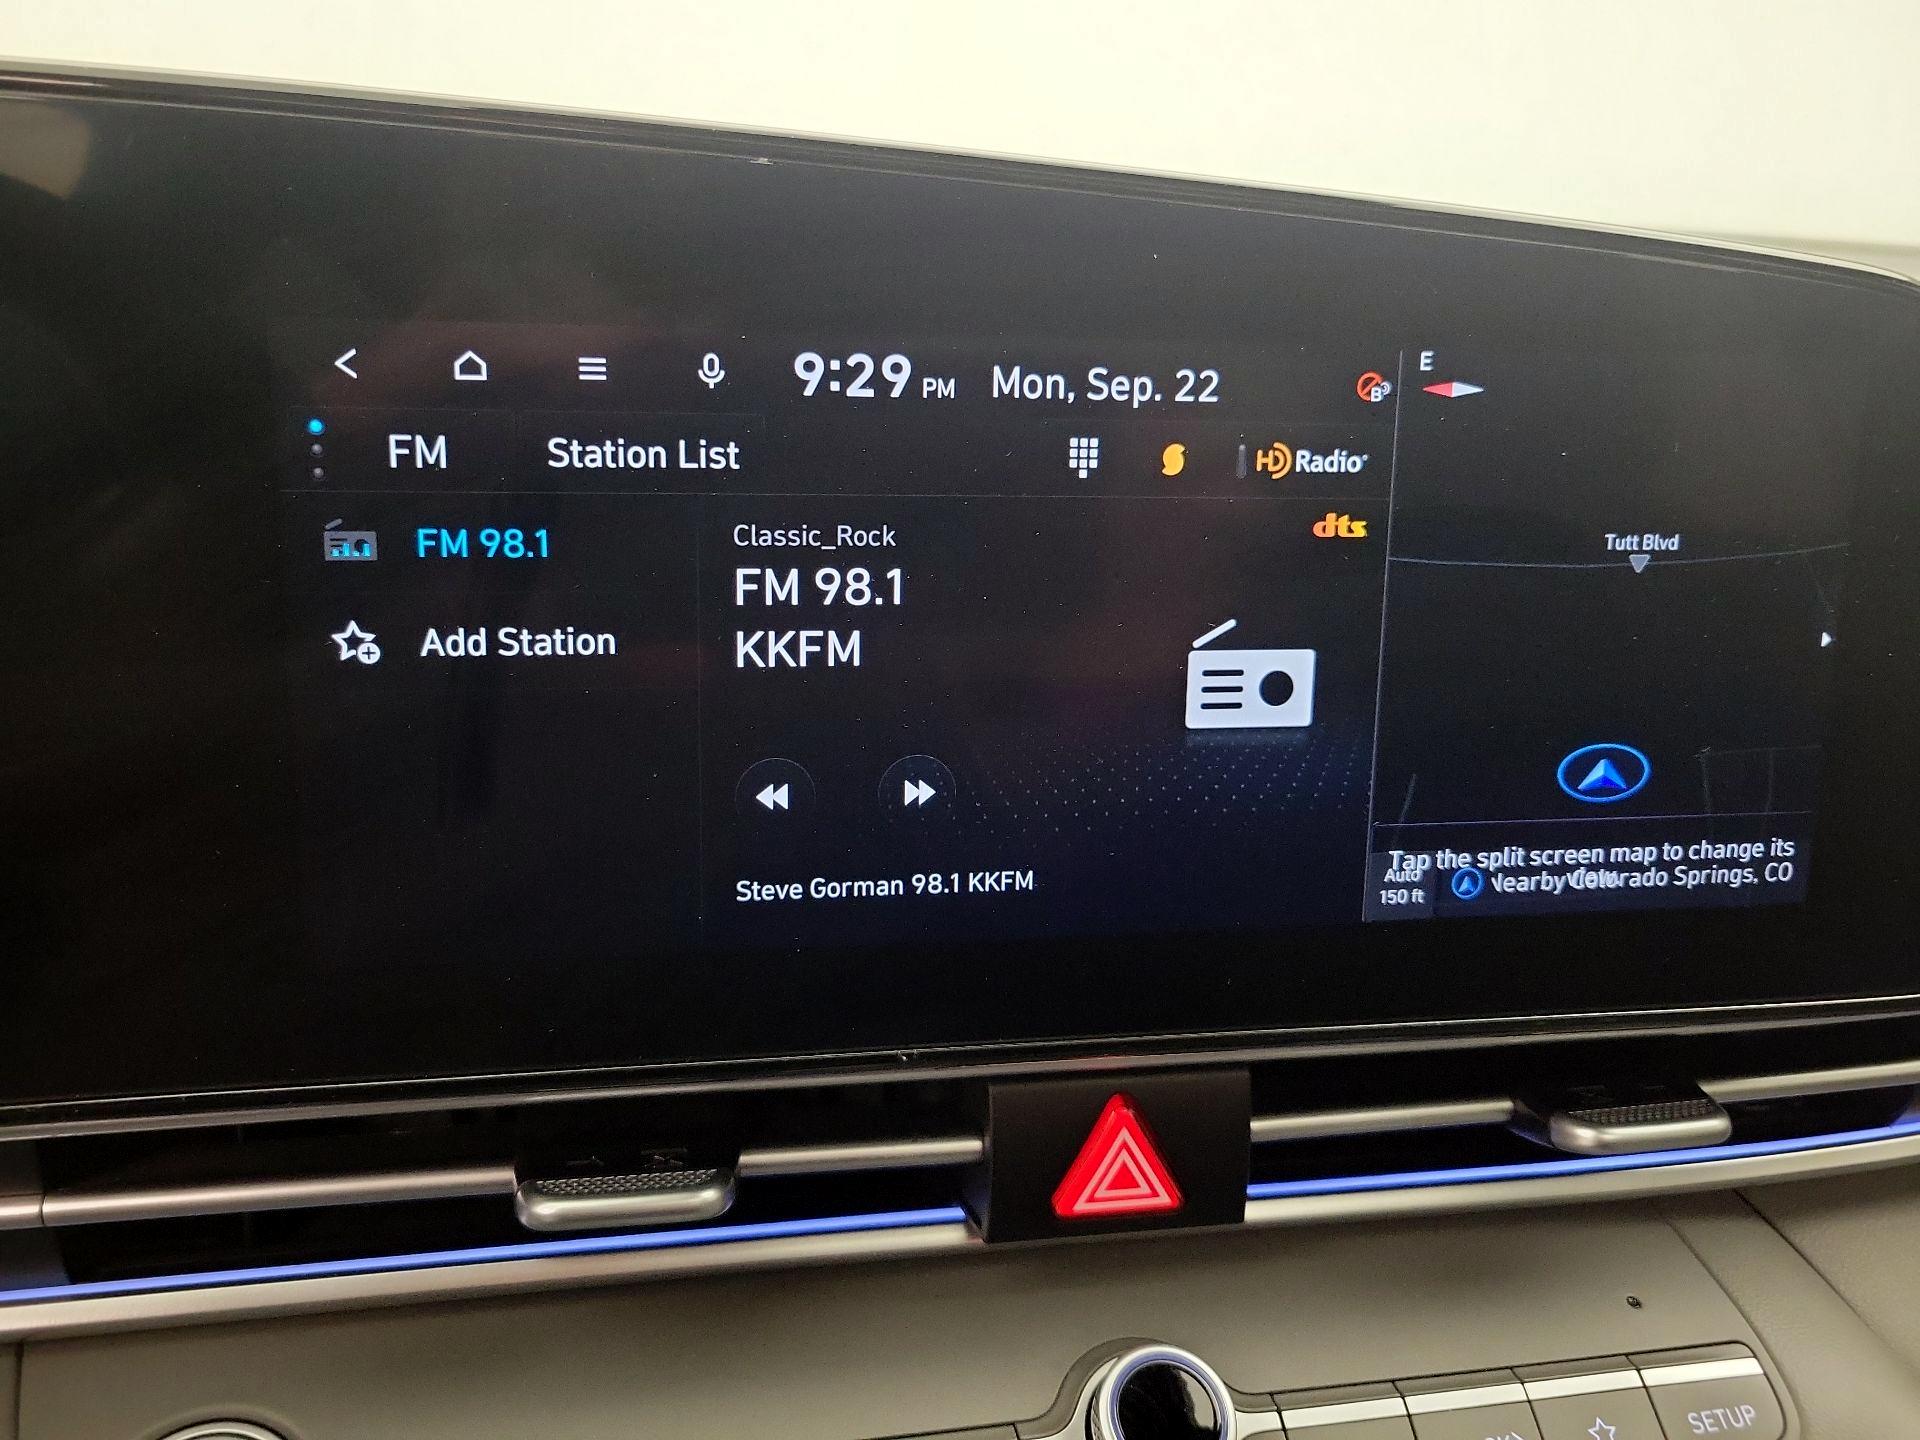 9:29 PM Mon, Sep. 22
E
FM Station List
HD Radio
FM 98.1
Add Station
Classic_Rock
dts
FM 98.1
KKFM
Steve Gorman 98.1 KKFM
Tutt Blvd
Tap the split screen map to change its
Auto
150 ft
Colorado Springs, CO
SETUP